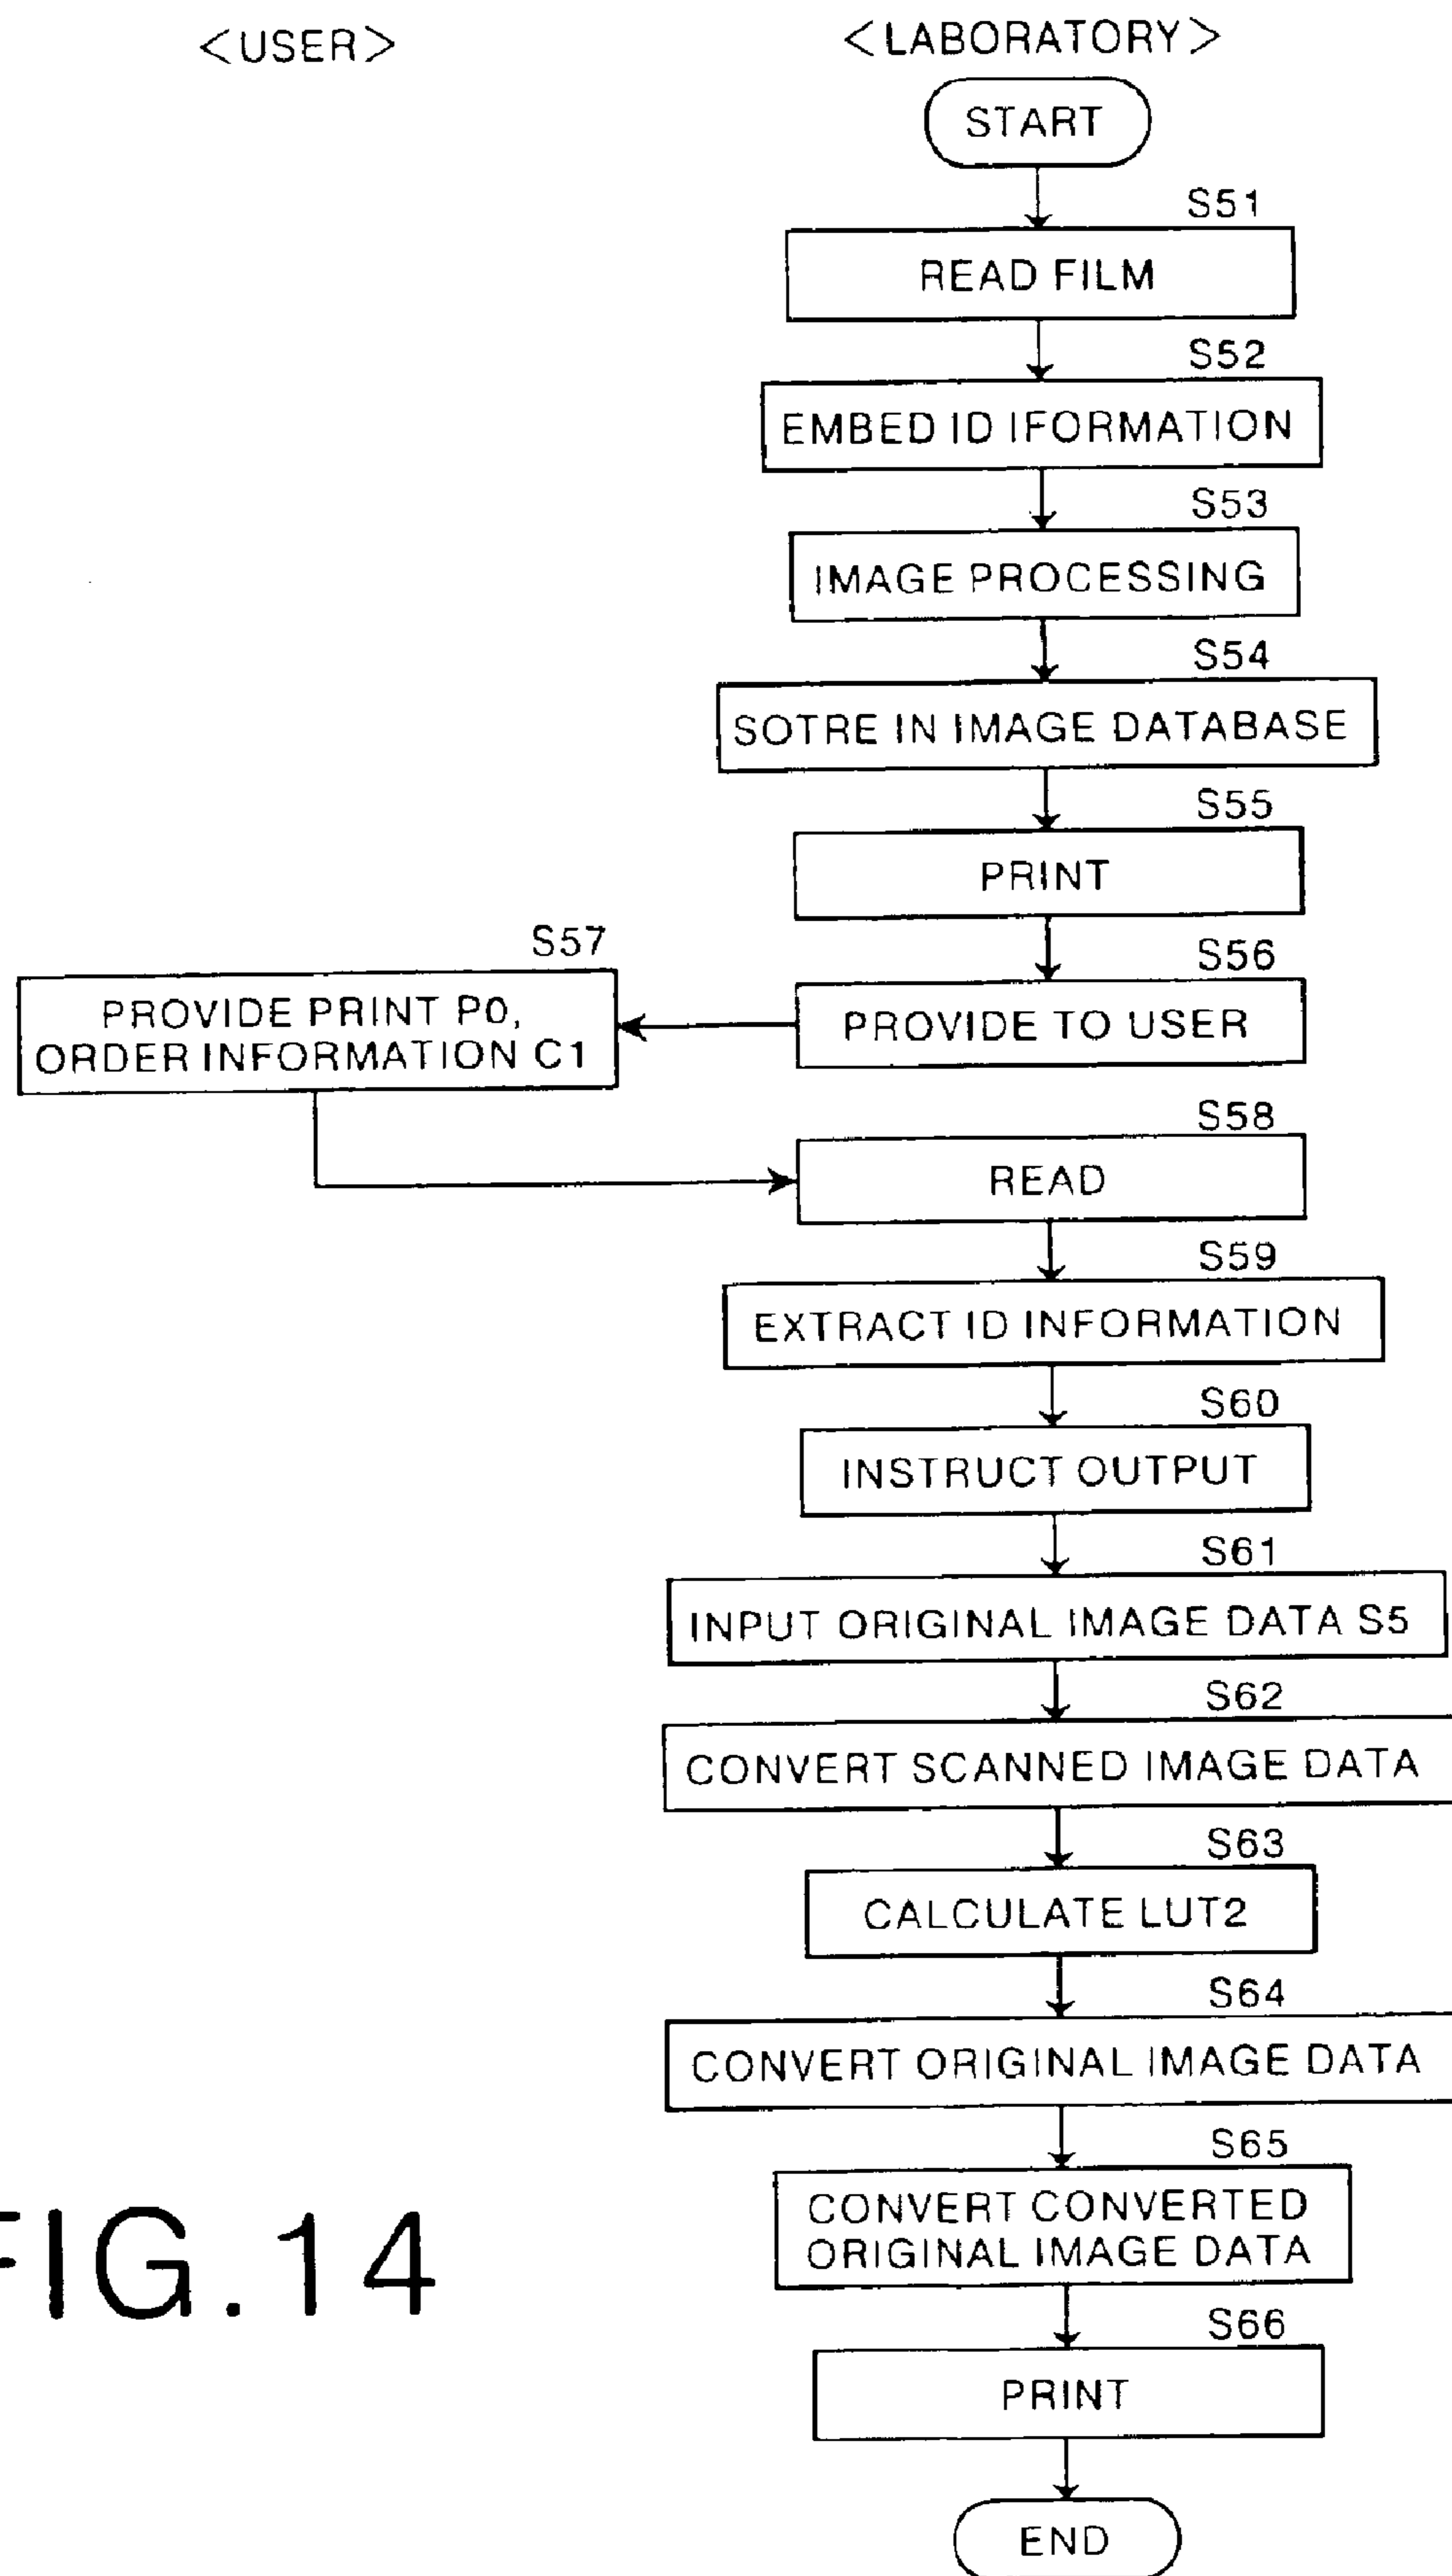 <USER>
<LABORATORY>
START
S51
READ FILM
S52
EMBED ID IFORMATION
S53
IMAGE PROCESSING
S54
SOTRE IN IMAGE DATABASE
S55
PRINT
S56
PROVIDE TO USER
S57
PROVIDE PRINT P0,
ORDER INFORMATION C1
S58
READ
S59
EXTRACT ID INFORMATION
S60
INSTRUCT OUTPUT
S61
INPUT ORIGINAL IMAGE DATA S5
S62
CONVERT SCANNED IMAGE DATA
S63
CALCULATE LUT2
S64
CONVERT ORIGINAL IMAGE DATA
S65
CONVERT CONVERTED
ORIGINAL IMAGE DATA
S66
PRINT
END
FIG.14